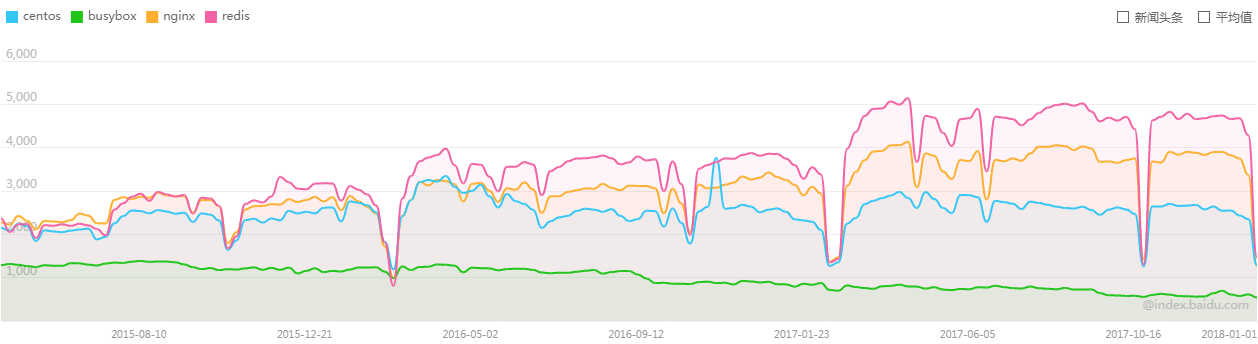 centos busybox nginx redis 新闻头条 平均值
6,000
5,000
4,000
3,000
2,000
1,000
@index.baidu.com
2015-08-10 2015-12-21 2016-05-02 2016-09-12 2017-01-23 2017-06-05 2017-10-16 2018-01-01